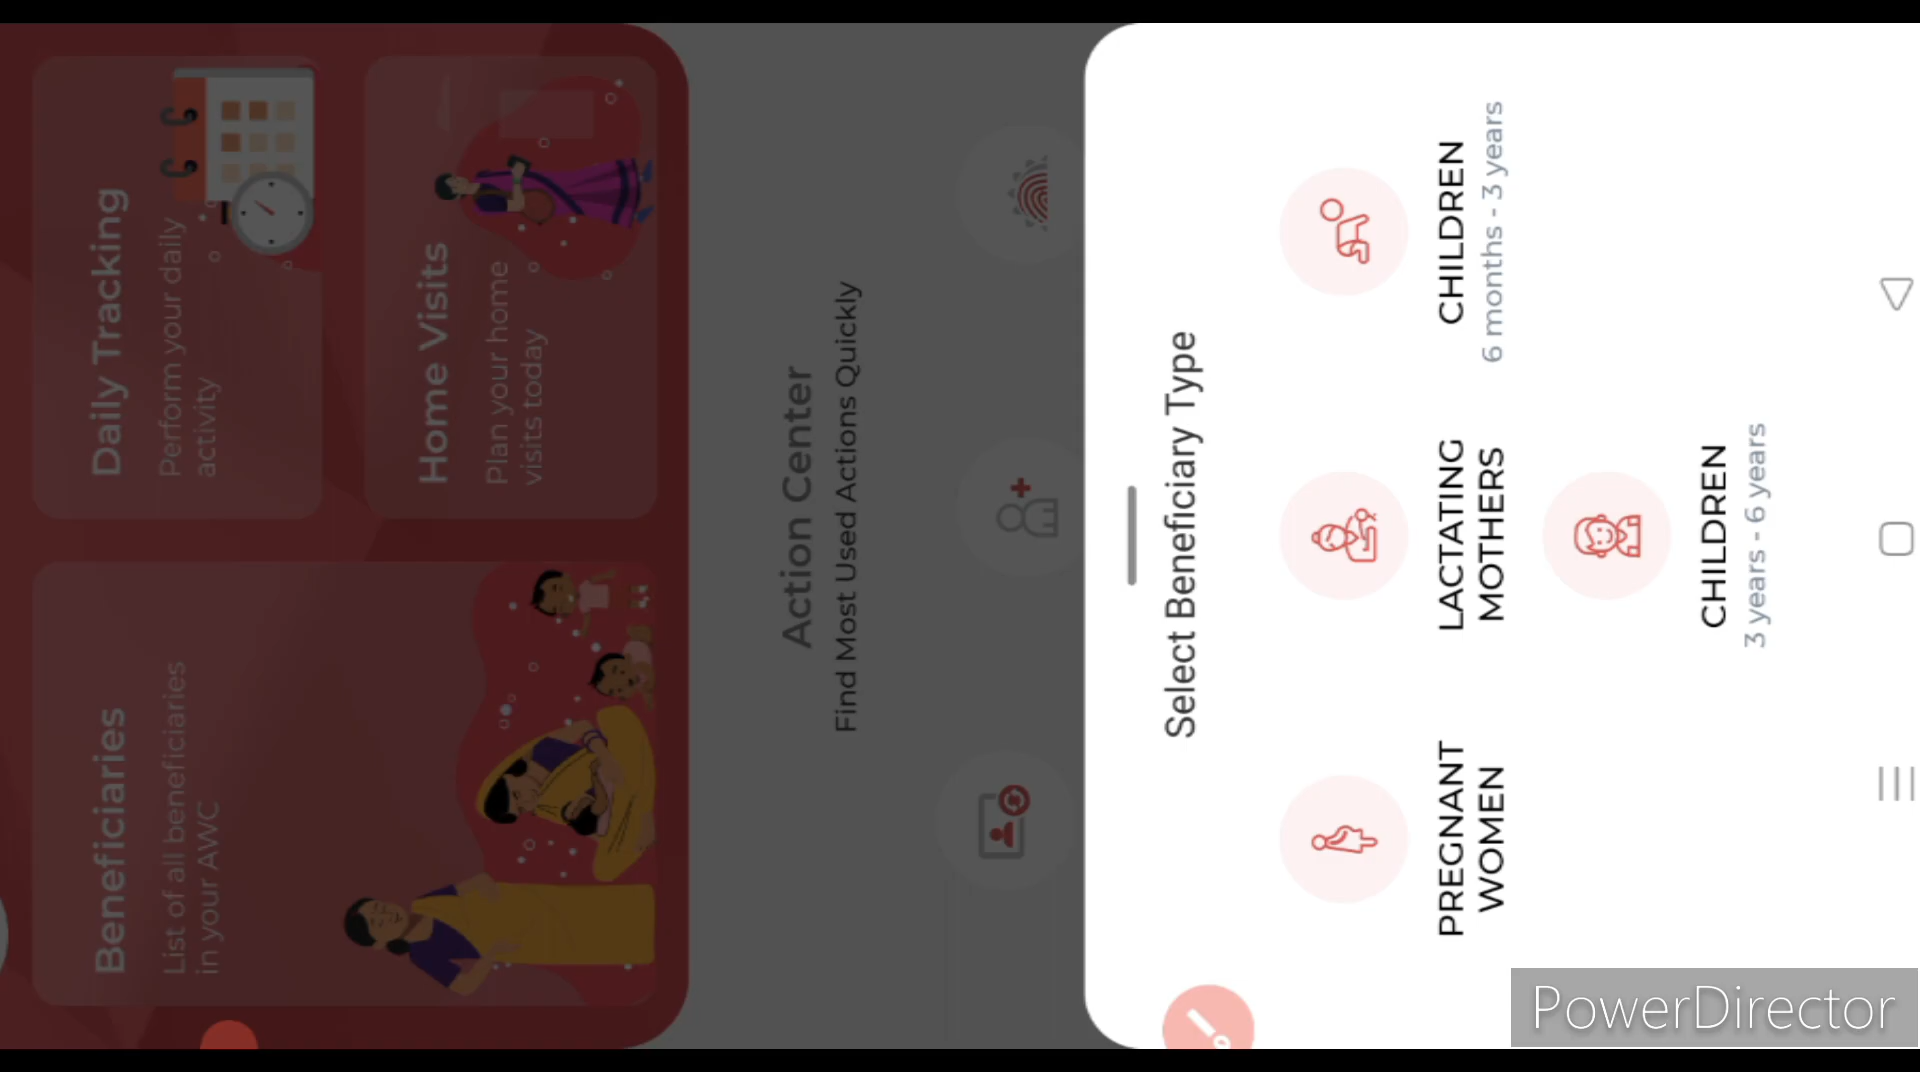 Beneficiaries
List of all beneficiaries
in your AWC
Daily Tracking
Perform your daily
activity
Home Visits
Plan your home
visits today
Action Center
Find Most Used Actions Quickly
Select Beneficiary Type
PREGNANT
WOMEN
LACTATING
MOTHERS
CHILDREN
6 months - 3 years
CHILDREN
3 years - 6 years
PowerDirector